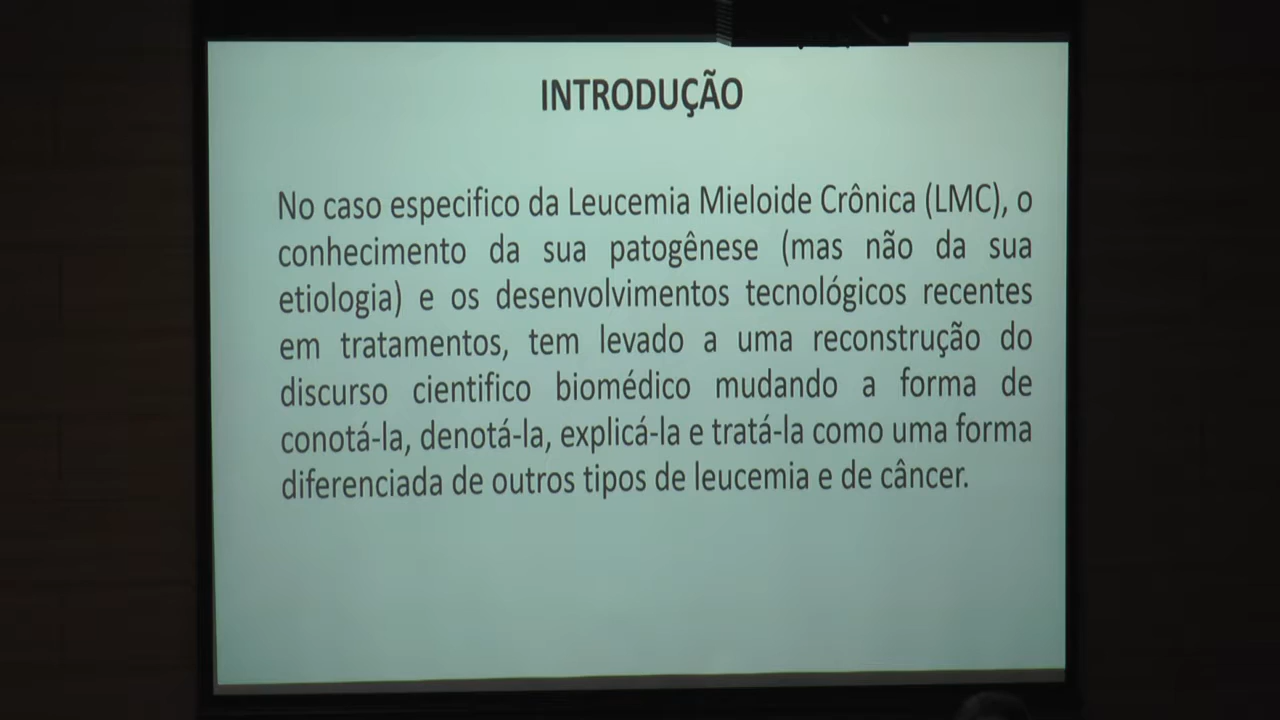 INTRODUÇÃO
No caso especifico da Leucemia Mieloide Crônica (LMC), o
conhecimento da sua patogênese (mas não da sua
etiologia) e os desenvolvimentos tecnológicos recentes
em tratamentos, tem levado a uma reconstrução do
discurso cientifico biomédico mudando a forma de
conotá-la, denotá-la, explicá-la e tratá-la como uma forma
diferenciada de outros tipos de leucemia e de câncer.